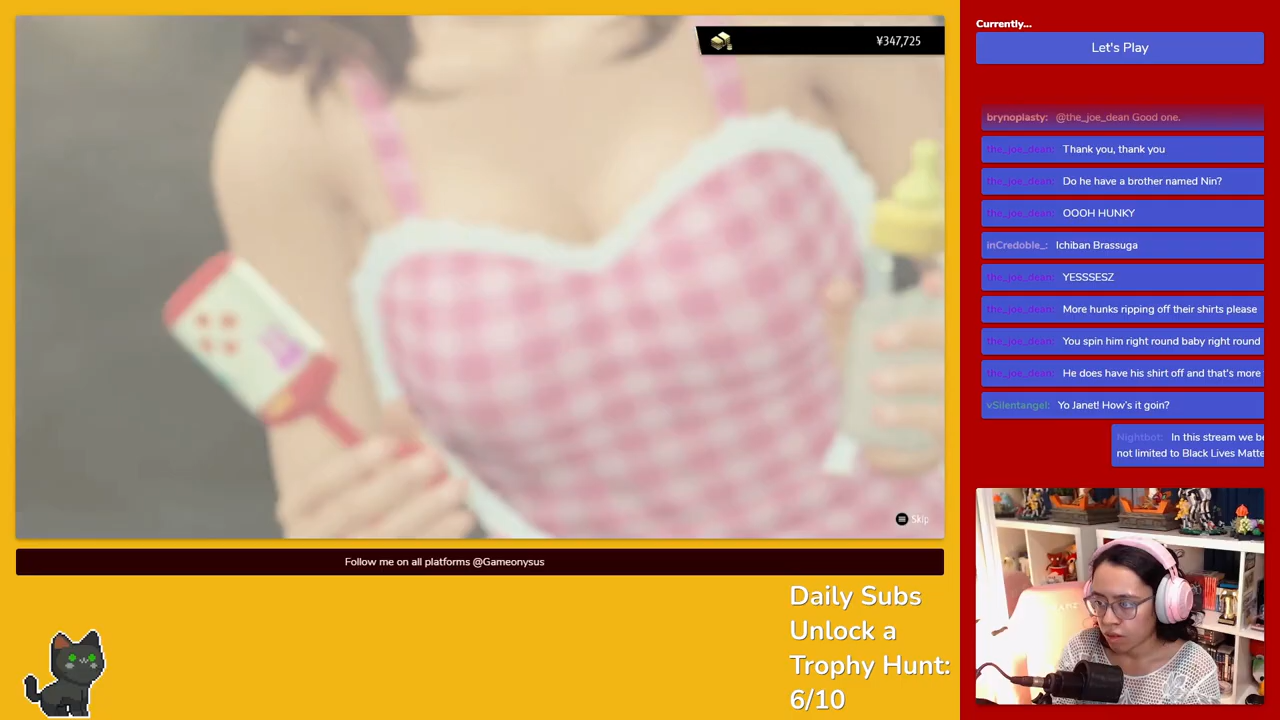 ¥347,725
Skip
Currently...
Let's Play
brynoplasty: @the_joe_dean Good one.
the_joe_dean: Thank you, thank you
the_joe_dean: Do he have a brother named Nin?
the_joe_dean: OOOH HUNKY
inCredoble_: Ichiban Brassuga
the_joe_dean: YESSSESZ
the_joe_dean: More hunks ripping off their shirts please
the_joe_dean: You spin him right round baby right round
the_joe_dean: He does have his shirt off and that's more
vSilentangel: Yo Janet! How's it goin?
Nightbot: In this stream we be
not limited to Black Lives Matte
Follow me on all platforms @Gameonysus
Daily Subs
Unlock a
Trophy Hunt:
6/10